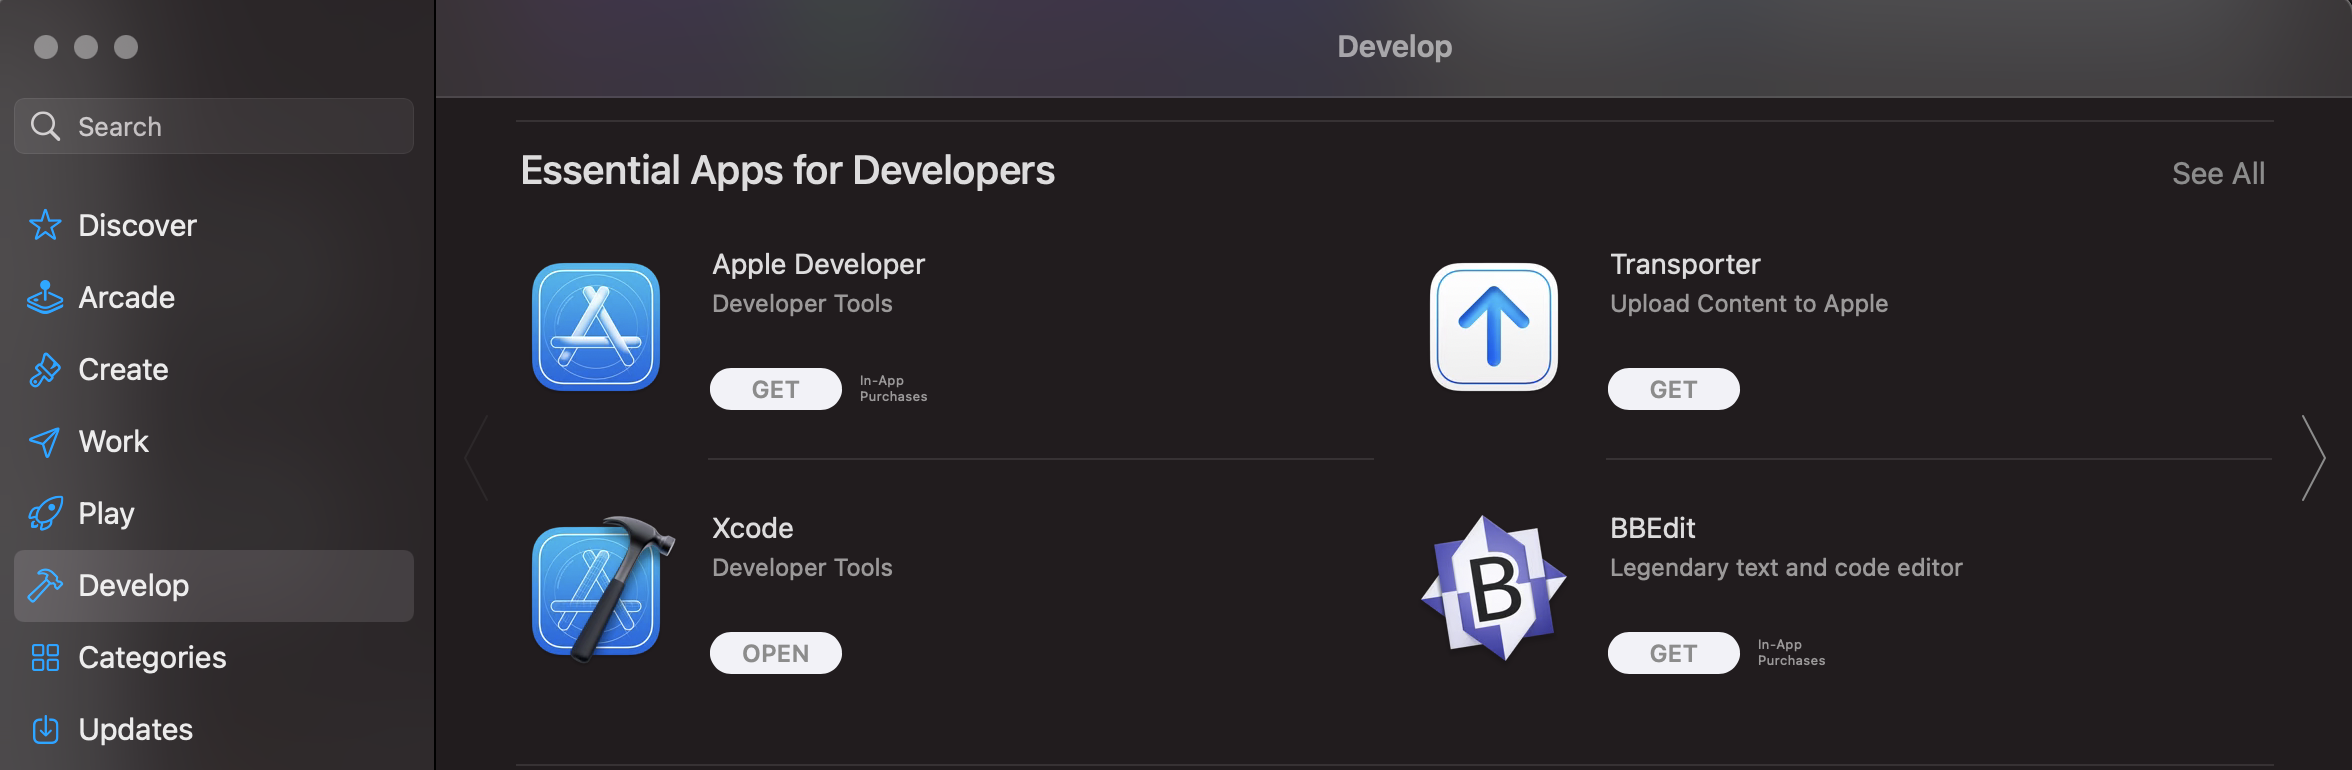 Search
Discover
Arcade
Create
Work
Play
Develop
Categories
Updates
Develop
Essential Apps for Developers
See All
Apple Developer
Developer Tools
GET
In-App
Purchases
Transporter
Upload Content to Apple
GET
Xcode
Developer Tools
OPEN
B
BBEdit
Legendary text and code editor
GET
In-App
Purchases